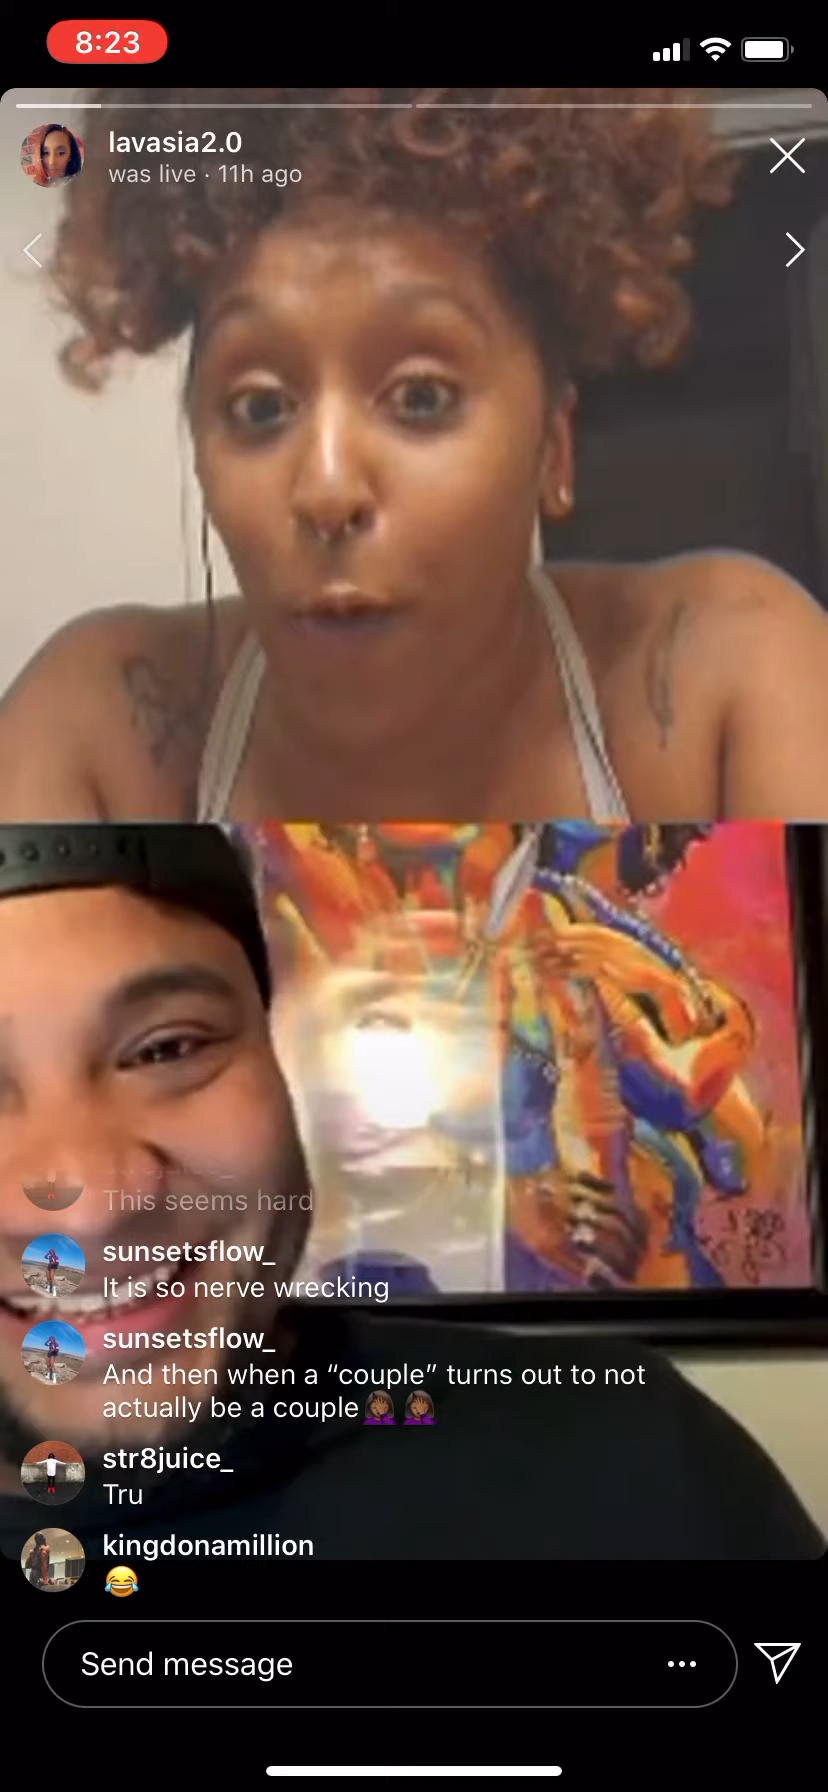 8:23
lavasia2.0
was live · 11h ago
This seems hard
sunsetsflow_
It is so nerve wrecking
sunsetsflow_
And then when a “couple” turns out to not
actually be a couple🤦🏾‍♀️🤦🏾‍♀️
str8juice_
Tru
kingdonamillion
😂
Send message